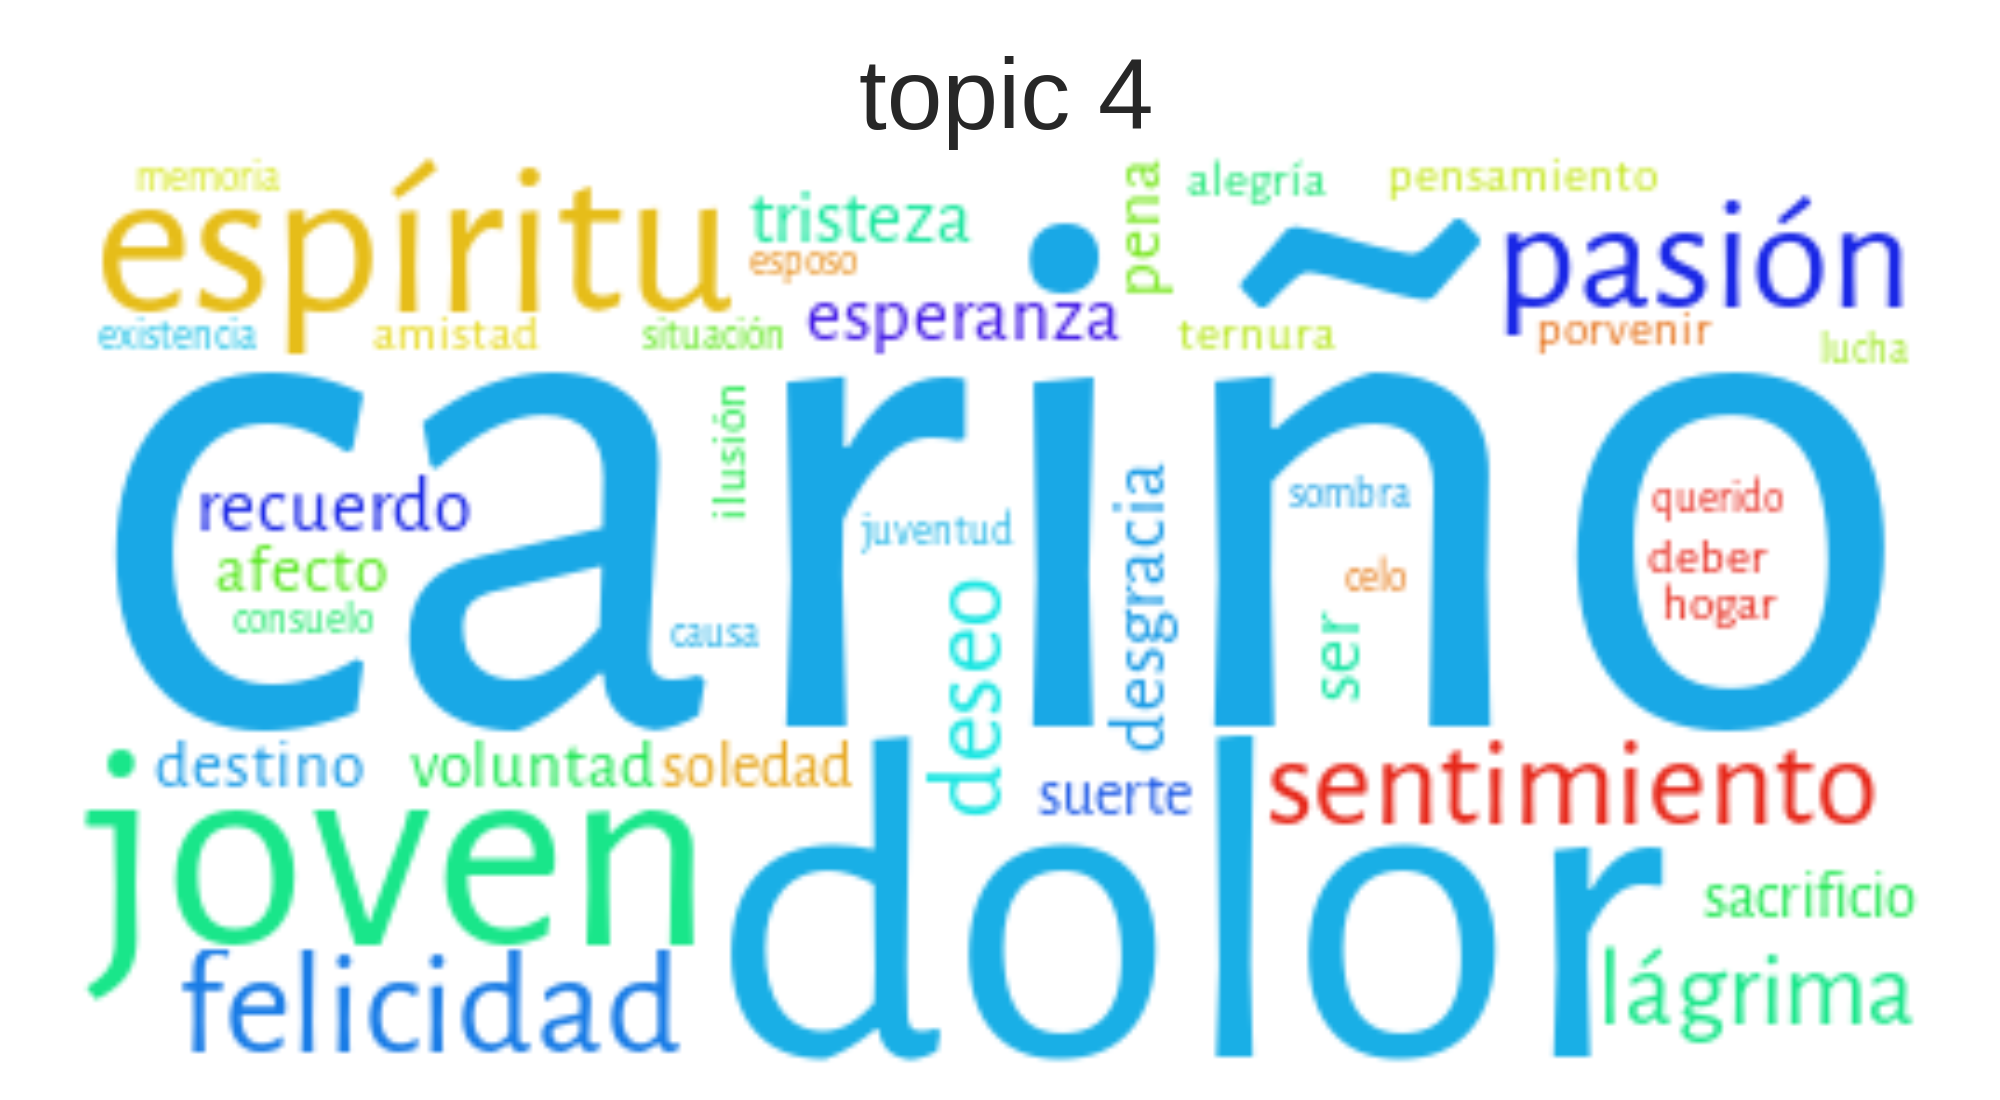 topic 4
memoria
espíritu
tristeza
esposo
pena
alegría
pensamiento
pasión
existencia
amistad
situación
esperanza
ternura
porvenir
lucha
cariño
ilusión
recuerdo
afecto
consuelo
juventud
causa
deseo
desgracia
sombra
celo
ser
querido
deber
hogar
destino
voluntad
soledad
suerte
sentimiento
joven
dolor
felicidad
sacrificio
lágrima